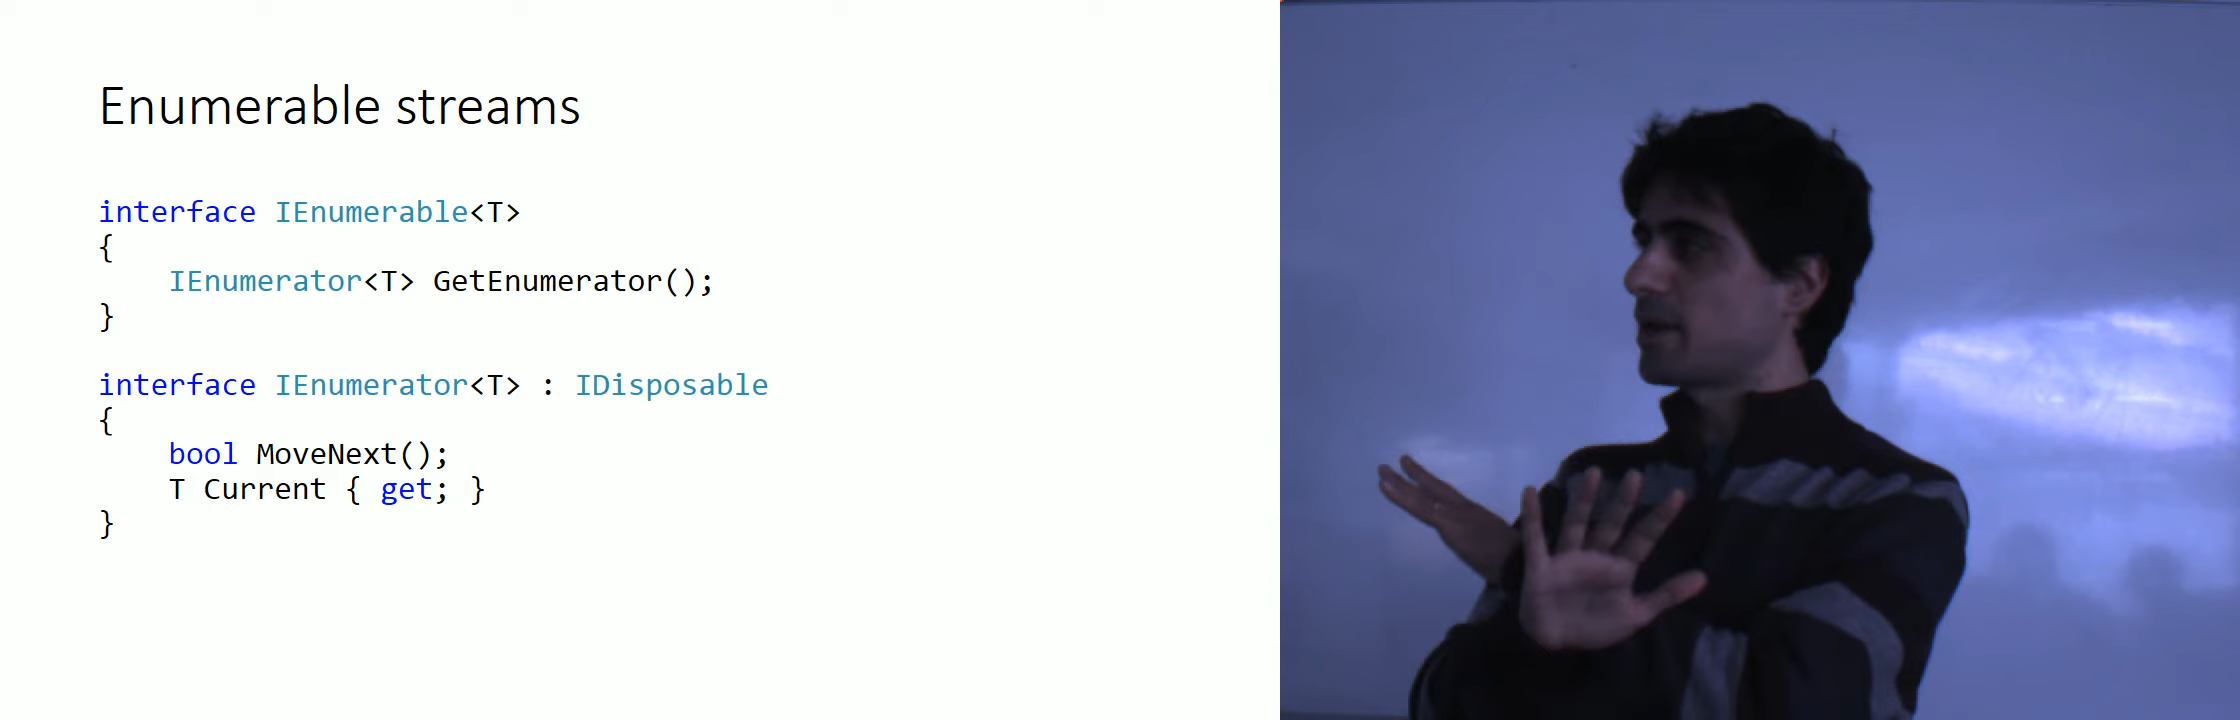 Enumerable streams
interface IEnumerable<T>
{
    IEnumerator<T> GetEnumerator();
}
interface IEnumerator<T> : IDisposable
{
    bool MoveNext();
    T Current { get; }
}